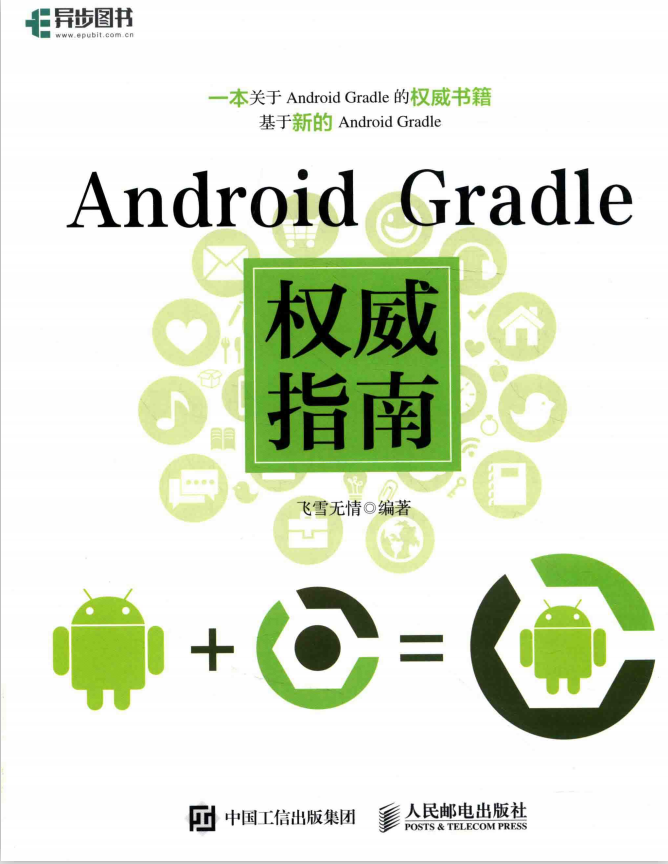 异步图书
www.epubit.com.cn
一本关于 Android Gradle 的权威书籍
基于新的 Android Gradle
Android Gradle
权威
指南
飞雪无情◎编著
+ =
中国工信出版集团
人民邮电出版社
POSTS & TELECOM PRESS